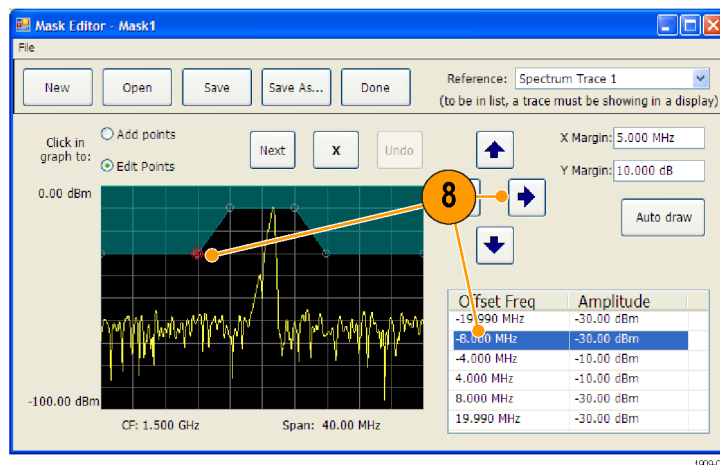 Mask Editor - Mask1
File
New Open Save Save As... Done
Reference: Spectrum Trace 1
(to be in list, a trace must be showing in a display)
Click in graph to:
Add points
Edit Points
Next X Undo
X Margin: 5.000 MHz
Y Margin: 10.000 dB
Auto draw
8
0.00 dBm
-100.00 dBm
CF: 1.500 GHz Span: 40.00 MHz
Offset Freq Amplitude
-19.990 MHz -30.00 dBm
-8.000 MHz -30.00 dBm
-4.000 MHz -10.00 dBm
4.000 MHz -10.00 dBm
8.000 MHz -30.00 dBm
19.990 MHz -30.00 dBm